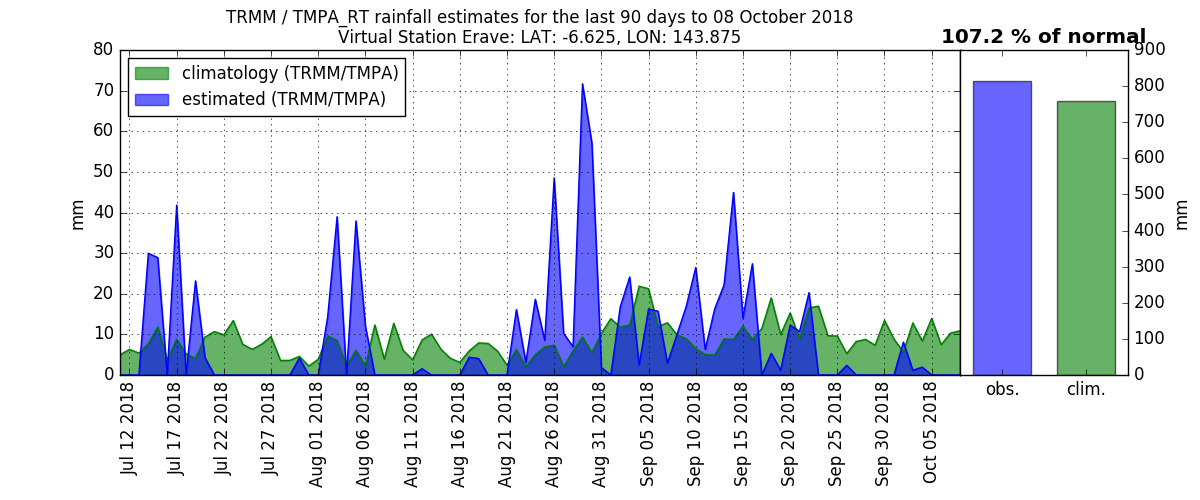 TRMM / TMPA_RT rainfall estimates for the last 90 days to 08 October 2018
Virtual Station Erave: LAT: -6.625, LON: 143.875
107.2 % of normal
climatology (TRMM/TMPA)
estimated (TRMM/TMPA)
mm
80
70
60
50
40
30
20
10
0
Jul 12 2018
Jul 17 2018
Jul 22 2018
Jul 27 2018
Aug 01 2018
Aug 06 2018
Aug 11 2018
Aug 16 2018
Aug 21 2018
Aug 26 2018
Aug 31 2018
Sep 05 2018
Sep 10 2018
Sep 15 2018
Sep 20 2018
Sep 25 2018
Sep 30 2018
Oct 05 2018
900
800
700
600
500
400
300
200
100
0
mm
obs.
clim.